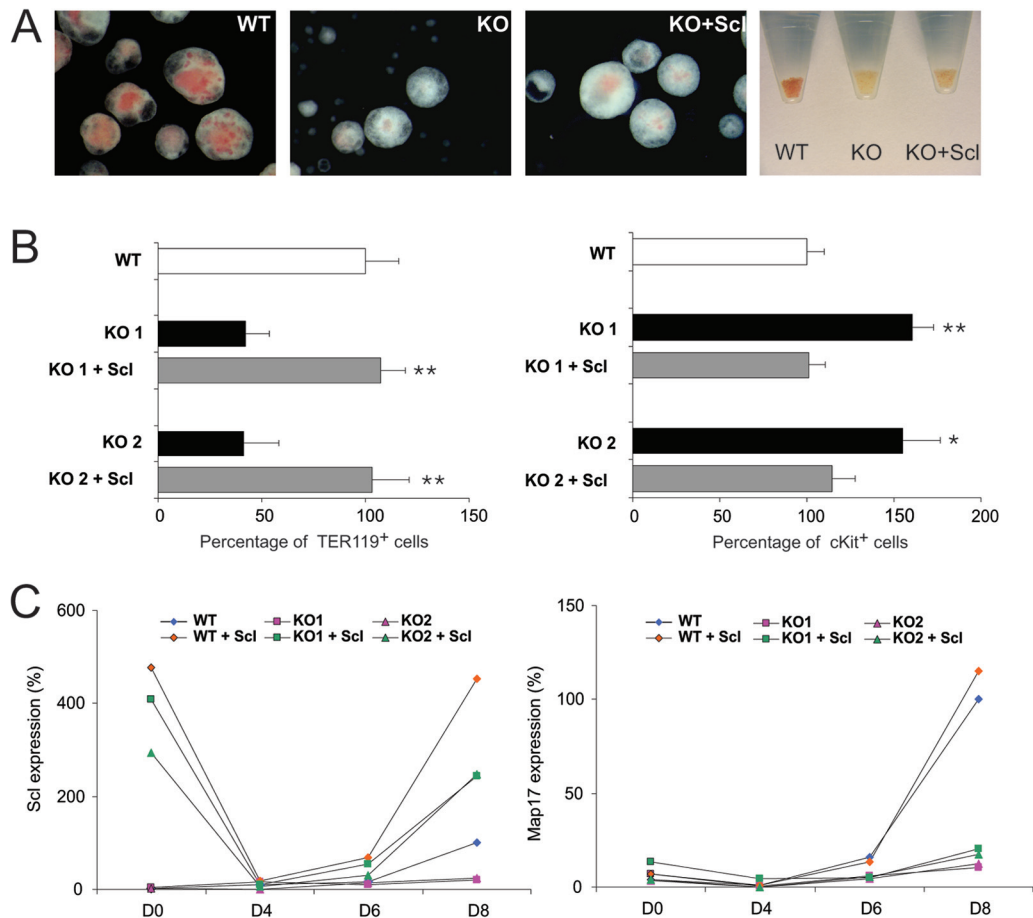 A
WT
KO
KO+Scl
WT
KO
KO+Scl
B
WT
KO 1
**
KO 1 + Scl
KO 2
**
KO 2 + Scl
0
50
100
150
Percentage of TER119+ cells
WT
KO 1
**
KO 1 + Scl
KO 2
*
KO 2 + Scl
0
50
100
150
200
Percentage of cKit+ cells
C
600
400
200
0
Scl expression (%)
WT
KO1
KO2
WT + Scl
KO1 + Scl
KO2 + Scl
D0
D4
D6
D8
150
100
50
0
Map17 expression (%)
WT
KO1
KO2
WT + Scl
KO1 + Scl
KO2 + Scl
D0
D4
D6
D8